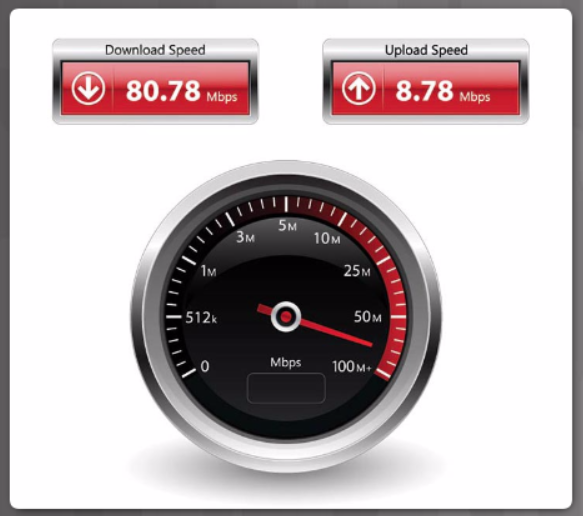 Download Speed
80.78 Mbps
Upload Speed
8.78 Mbps
5M
3M
10M
1M
25M
512k
50M
0
100M+
Mbps